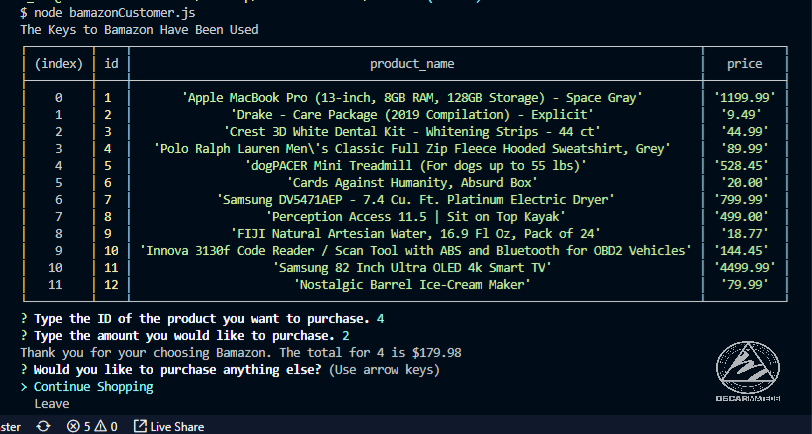 $ node bamazonCustomer.js
The Keys to Bamazon Have Been Used
(index) id product_name price
0 1 'Apple MacBook Pro (13-inch, 8GB RAM, 128GB Storage) - Space Gray' '1199.99'
1 2 'Drake - Care Package (2019 Compilation) - Explicit' '9.49'
2 3 'Crest 3D White Dental Kit - Whitening Strips - 44 ct' '44.99'
3 4 'Polo Ralph Lauren Men\'s Classic Full Zip Fleece Hooded Sweatshirt, Grey' '89.99'
4 5 'dogPACER Mini Treadmill (For dogs up to 55 lbs)' '528.45'
5 6 'Cards Against Humanity, Absurd Box' '20.00'
6 7 'Samsung DV5471AEP - 7.4 Cu. Ft. Platinum Electric Dryer' '799.99'
7 8 'Perception Access 11.5 | Sit on Top Kayak' '499.00'
8 9 'FIJI Natural Artesian Water, 16.9 Fl Oz, Pack of 24' '18.77'
9 10 'Innova 3130f Code Reader / Scan Tool with ABS and Bluetooth for OBD2 Vehicles' '144.45'
10 11 'Samsung 82 Inch Ultra OLED 4k Smart TV' '4499.99'
11 12 'Nostalgic Barrel Ice-Cream Maker' '79.99'
? Type the ID of the product you want to purchase. 4
? Type the amount you would like to purchase. 2
Thank you for your choosing Bamazon. The total for 4 is $179.98
? Would you like to purchase anything else? (Use arrow keys)
> Continue Shopping
Leave
ster 5 0 Live Share